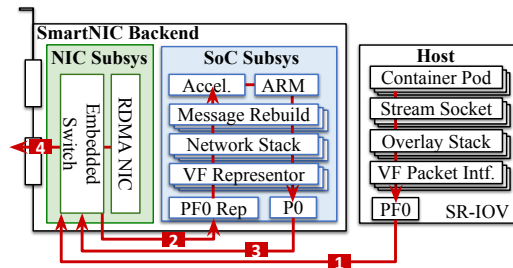 SmartNIC Backend
NIC Subsys
Embedded
Switch
RDMA NIC
SoC Subsys
Accel.
ARM
Message Rebuild
Network Stack
VF Representor
PF0 Rep
P0
Host
Container Pod
Stream Socket
Overlay Stack
VF Packet Intf.
PF0
SR-IOV
4
2
3
1